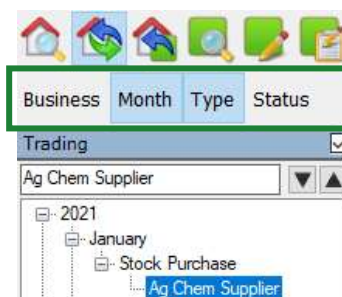 Business Month Type Status
Trading
Ag Chem Supplier
2021
January
Stock Purchase
Ag Chem Supplier